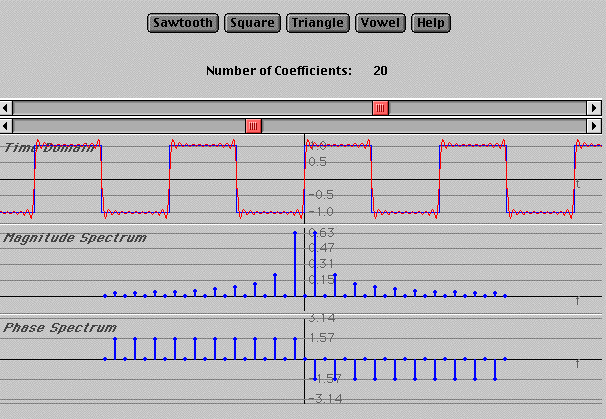 Sawtooth Square Triangle Vowel Help
Number of Coefficients: 20
Time Domain
1.0
0.5
t
-0.5
-1.0
0.63
Magnitude Spectrum
0.47
0.31
0.15
f
3.14
Phase Spectrum
1.57
f
-1.57
-3.14